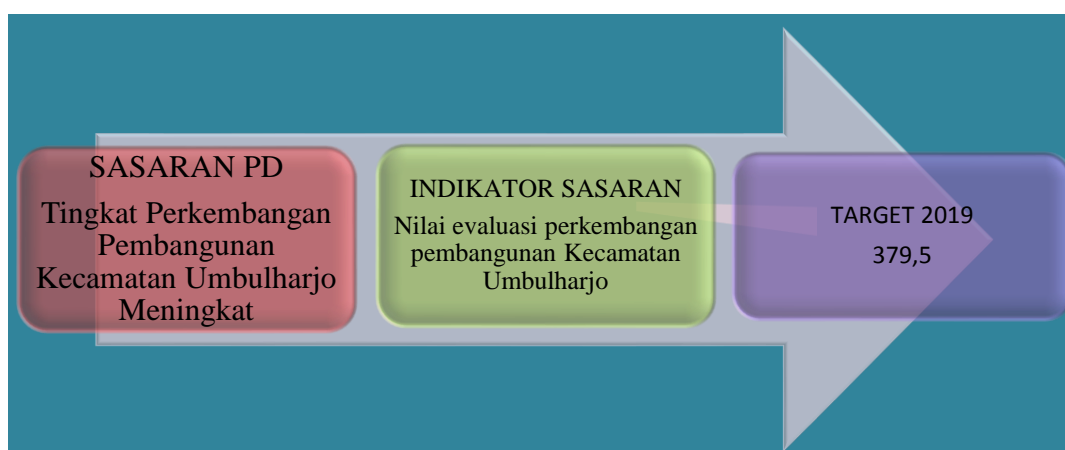 SASARAN PD
Tingkat Perkembangan
Pembangunan
Kecamatan Umbulharjo
Meningkat
INDIKATOR SASARAN
Nilai evaluasi perkembangan
pembangunan Kecamatan
Umbulharjo
TARGET 2019
379,5